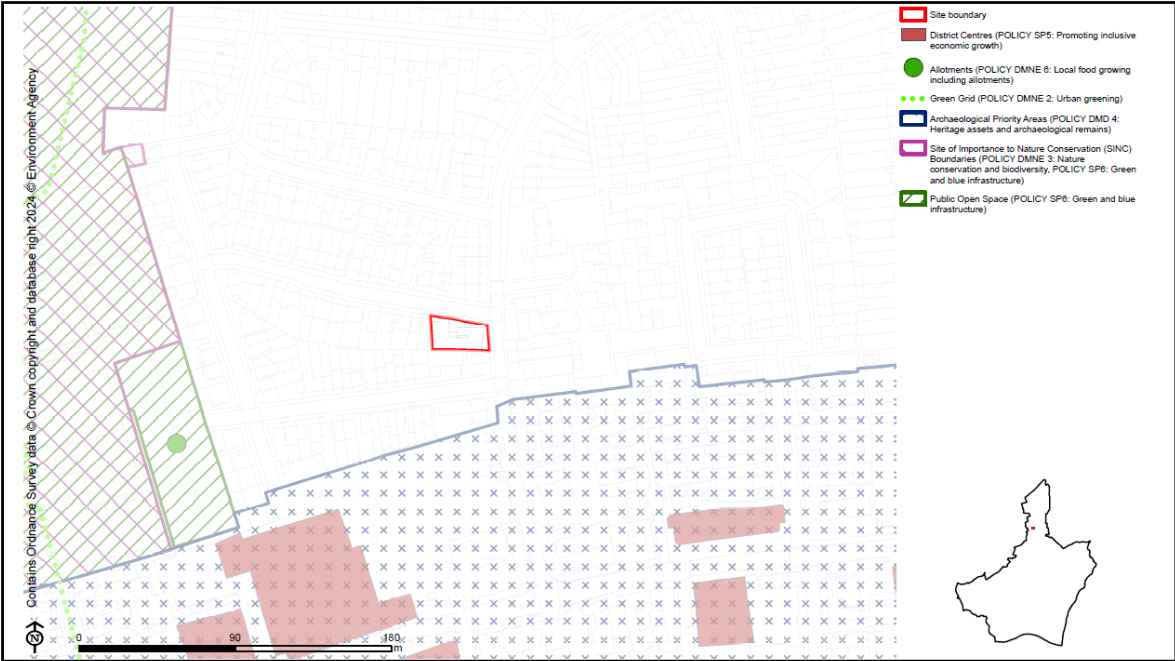 Site boundary
District Centres (POLICY SP5: Promoting inclusive
economic growth)
Allotments (POLICY DMNE 6: Local food growing
including allotments)
Green Grid (POLICY DMNE 2: Urban greening)
Archaeological Priority Areas (POLICY DMD 4:
Heritage assets and archaeological remains)
Site of Importance to Nature Conservation (SINC)
Boundaries (POLICY DMNE 3: Nature
conservation and biodiversity, POLICY SP6: Green
and blue infrastructure)
Public Open Space (POLICY SP6: Green and blue
infrastructure)
Contains Ordnance Survey data © Crown copyright and database right 2024 © Environment Agency
N
0 90 180
m